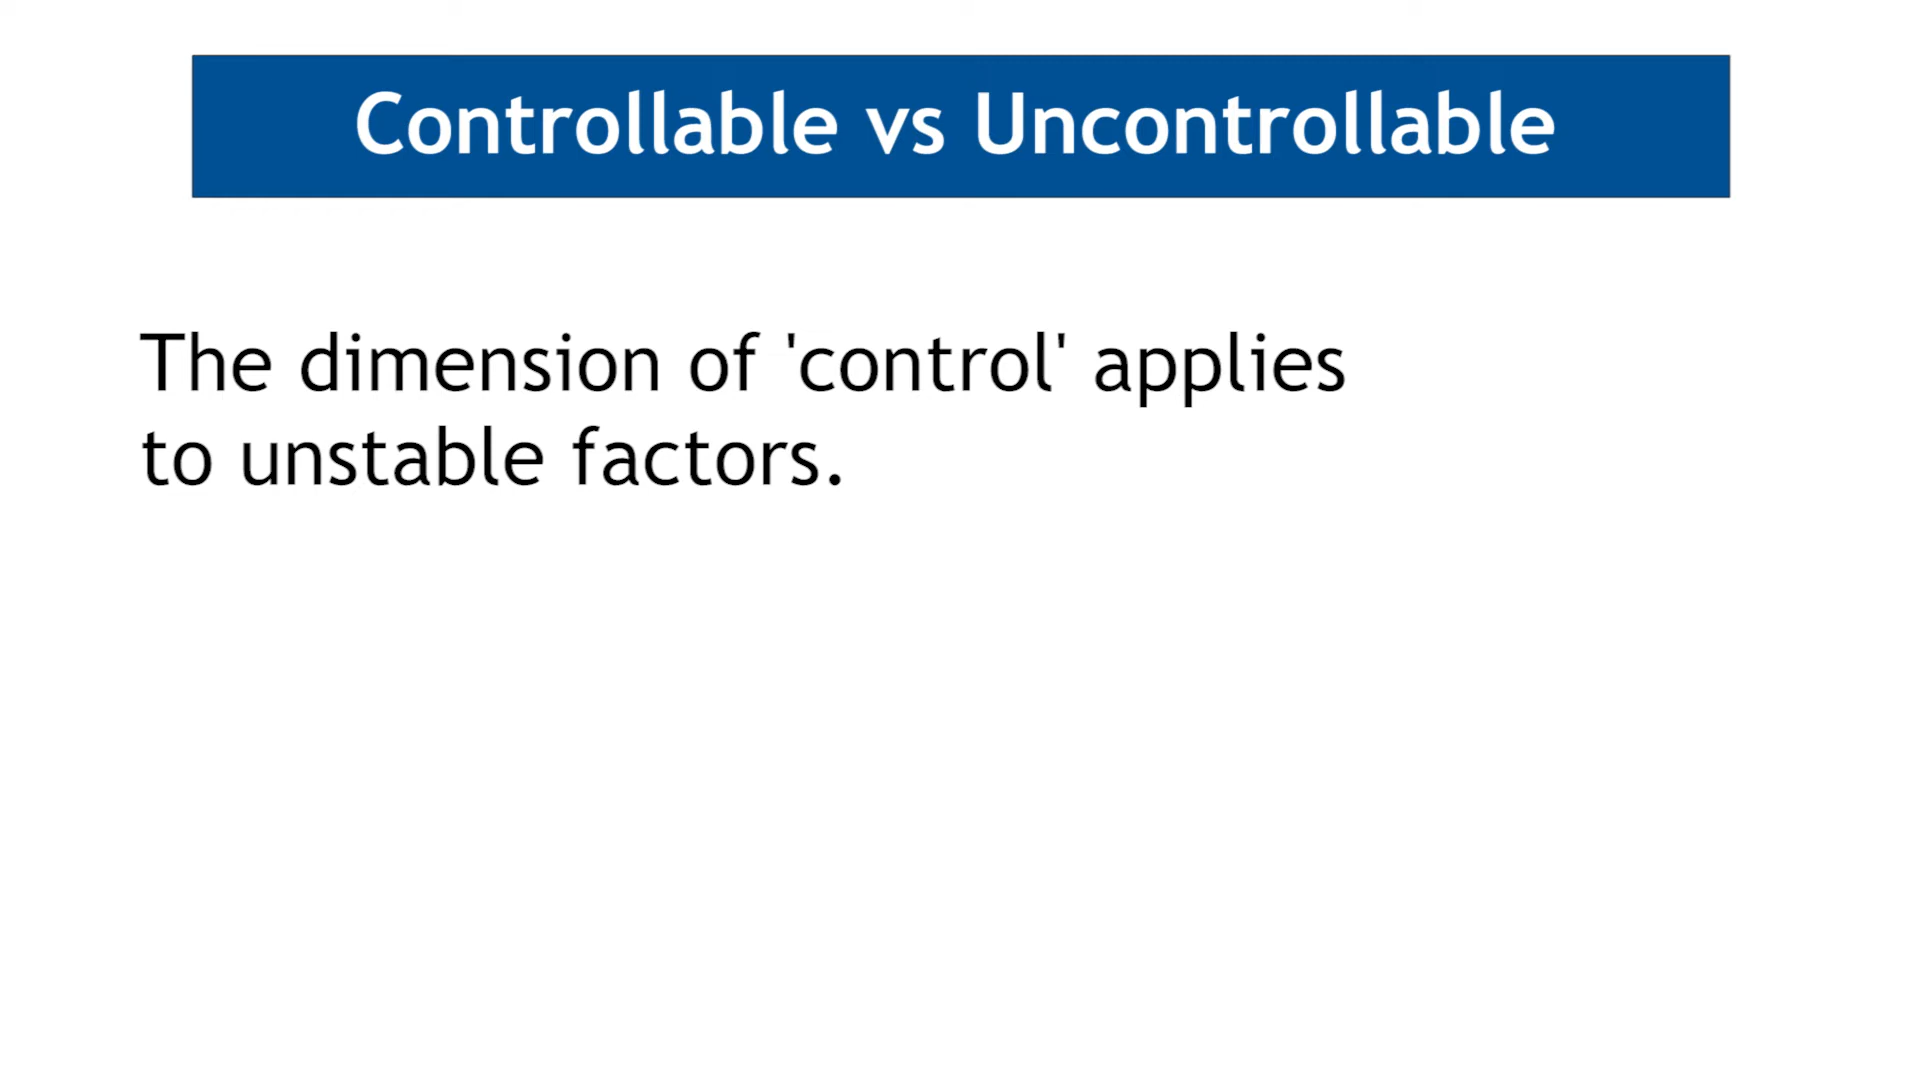 Controllable vs Uncontrollable
The dimension of 'control' applies
to unstable factors.